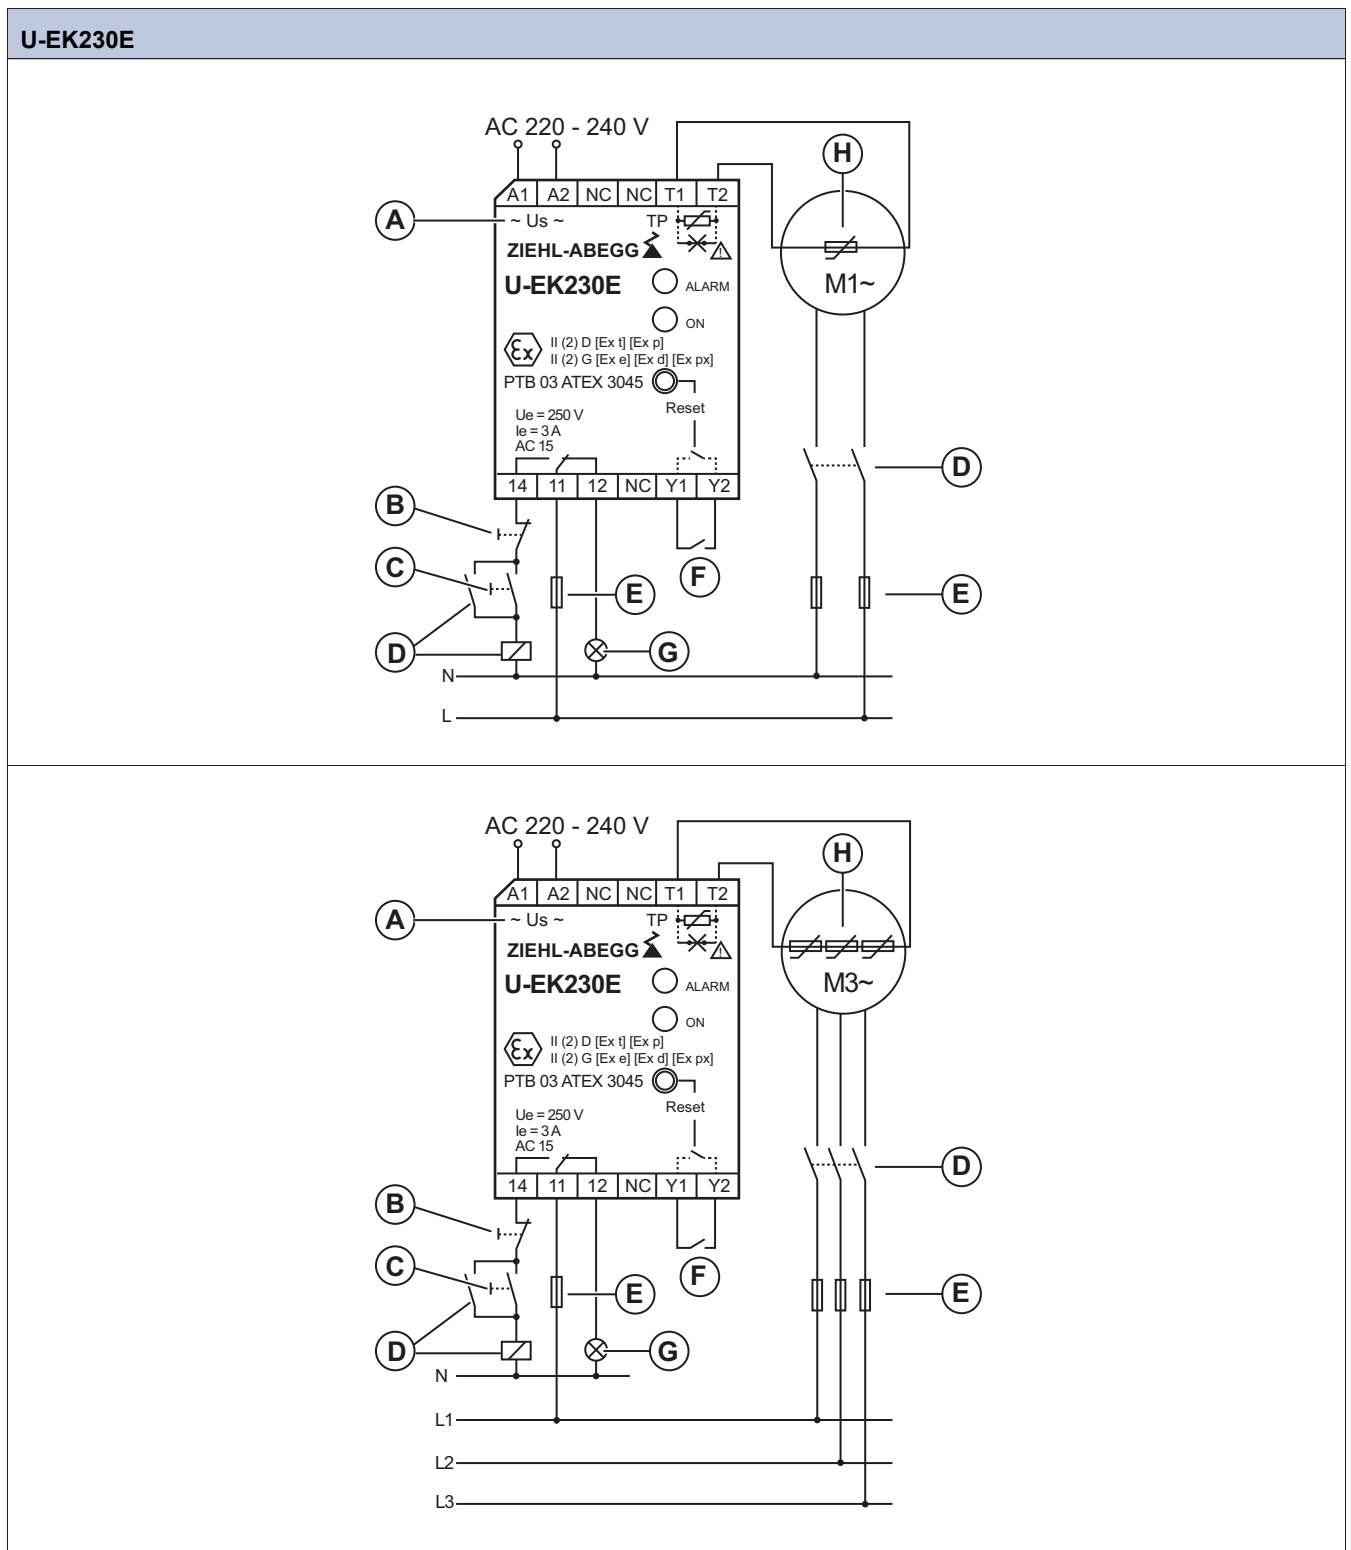 U-EK230E
AC 220 - 240 V
H
A1 A2 NC NC T1 T2
A
~ Us ~ TP
ZIEHL-ABEGG
U-EK230E
ALARM
M1~
ON
Ex
II (2) D [Ex t] [Ex p]
II (2) G [Ex e] [Ex d] [Ex px]
PTB 03 ATEX 3045
Reset
Ue = 250 V
Ie = 3 A
AC 15
D
14 11 12 NC Y1 Y2
B
C
F
E
E
D
G
N
L
AC 220 - 240 V
H
A1 A2 NC NC T1 T2
A
~ Us ~ TP
ZIEHL-ABEGG
U-EK230E
ALARM
M3~
ON
Ex
II (2) D [Ex t] [Ex p]
II (2) G [Ex e] [Ex d] [Ex px]
PTB 03 ATEX 3045
Reset
Ue = 250 V
Ie = 3 A
AC 15
D
14 11 12 NC Y1 Y2
B
C
F
E
E
D
G
N
L1
L2
L3